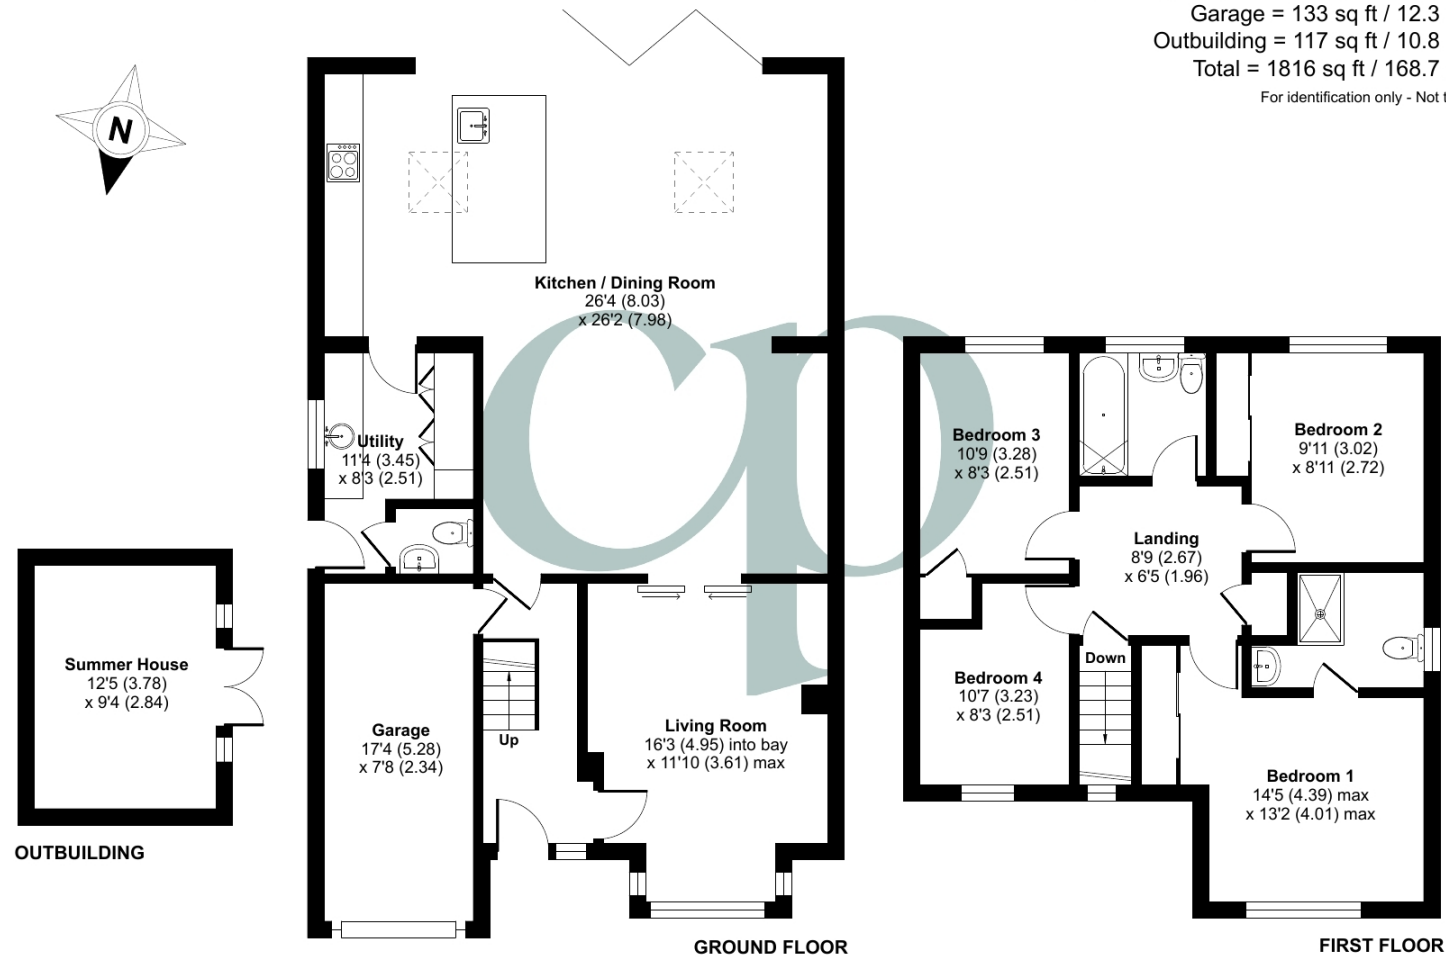 Garage = 133 sq ft / 12.3
Outbuilding = 117 sq ft / 10.8
Total = 1816 sq ft / 168.7
For identification only - Not
N
Kitchen / Dining Room
26'4 (8.03)
x 26'2 (7.98)
cp
Utility
11'4 (3.45)
x 8'3 (2.51)
Bedroom 3
10'9 (3.28)
x 8'3 (2.51)
Bedroom 2
9'11 (3.02)
x 8'11 (2.72)
Landing
8'9 (2.67)
x 6'5 (1.96)
Summer House
12'5 (3.78)
x 9'4 (2.84)
Garage
17'4 (5.28)
x 7'8 (2.34)
Up
Living Room
16'3 (4.95) into bay
x 11'10 (3.61) max
Down
Bedroom 4
10'7 (3.23)
x 8'3 (2.51)
Bedroom 1
14'5 (4.39) max
x 13'2 (4.01) max
OUTBUILDING
GROUND FLOOR
FIRST FLOOR